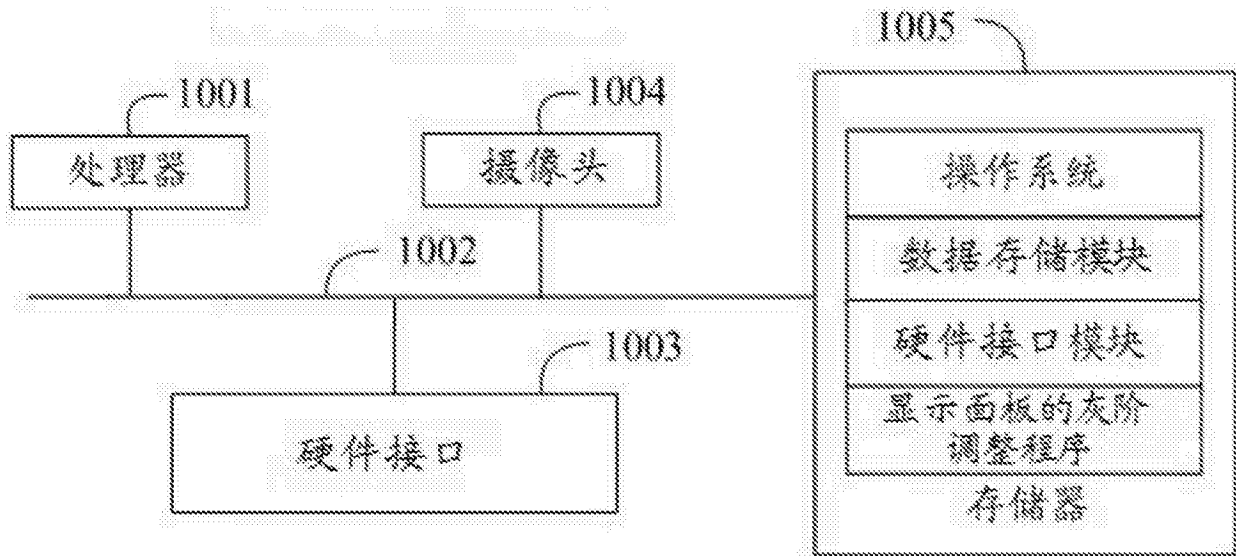 1005
1001
1004
处理器
摄像头
操作系统
1002
数据存储模块
1003
硬件接口模块
硬件接口
显示面板的灰阶
调整程序
存储器